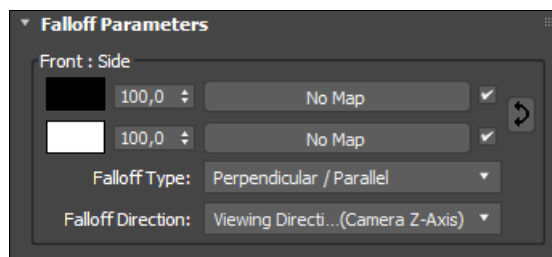 Falloff Parameters
Front : Side
100,0 No Map
100,0 No Map
Falloff Type: Perpendicular / Parallel
Falloff Direction: Viewing Directi...(Camera Z-Axis)